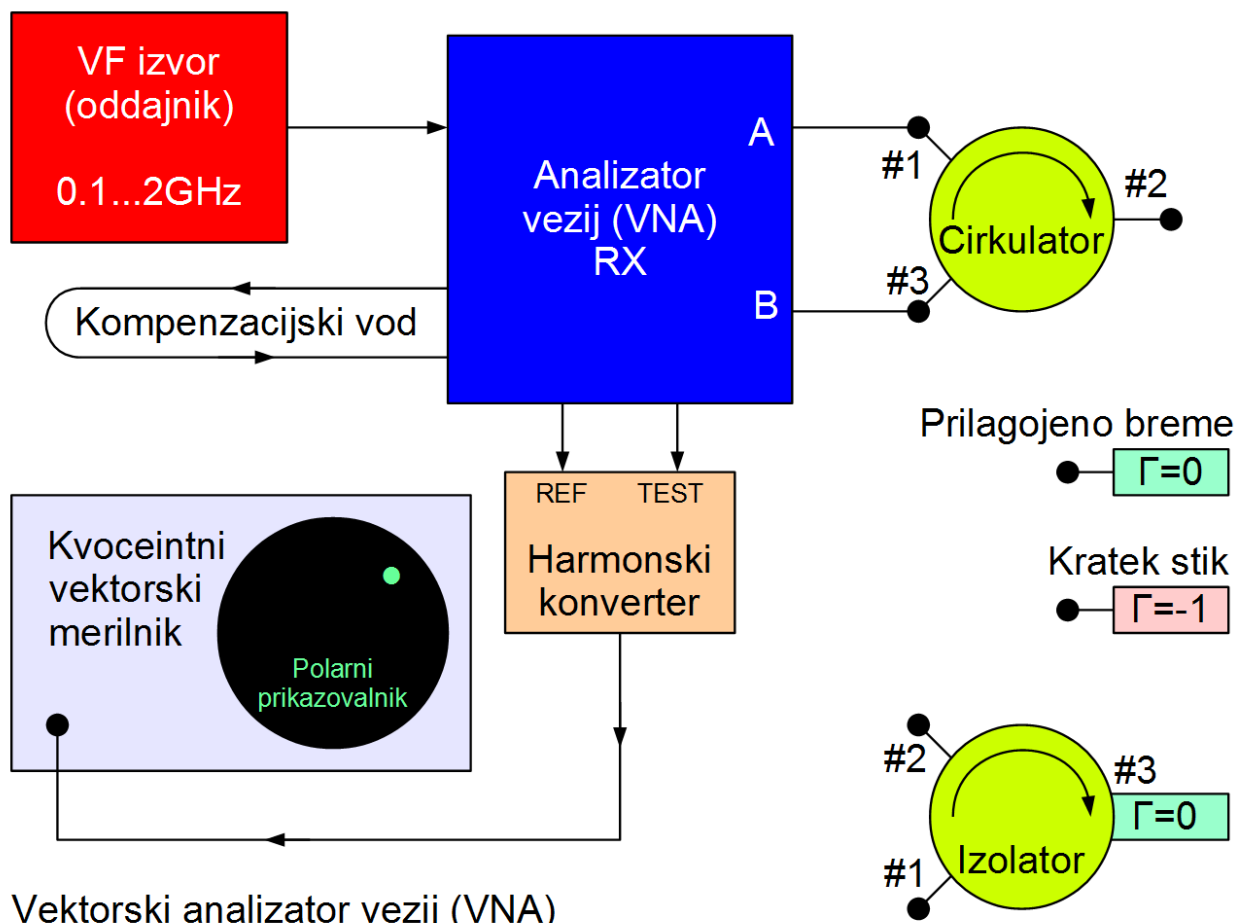 VF izvor
(oddajnik)
0.1...2GHz
Analizator
vezij (VNA)
RX
A
B
#1
#2
#3
Cirkulator
Kompenzacijski vod
Prilagojeno breme
Γ=0
REF TEST
Harmonski
konverter
Kvoceintni
vektorski
merilnik
Polarni
prikazovalnik
Kratek stik
Γ=-1
#2
#3
Γ=0
#1
Izolator
Vektorski analizator vezij (VNA)